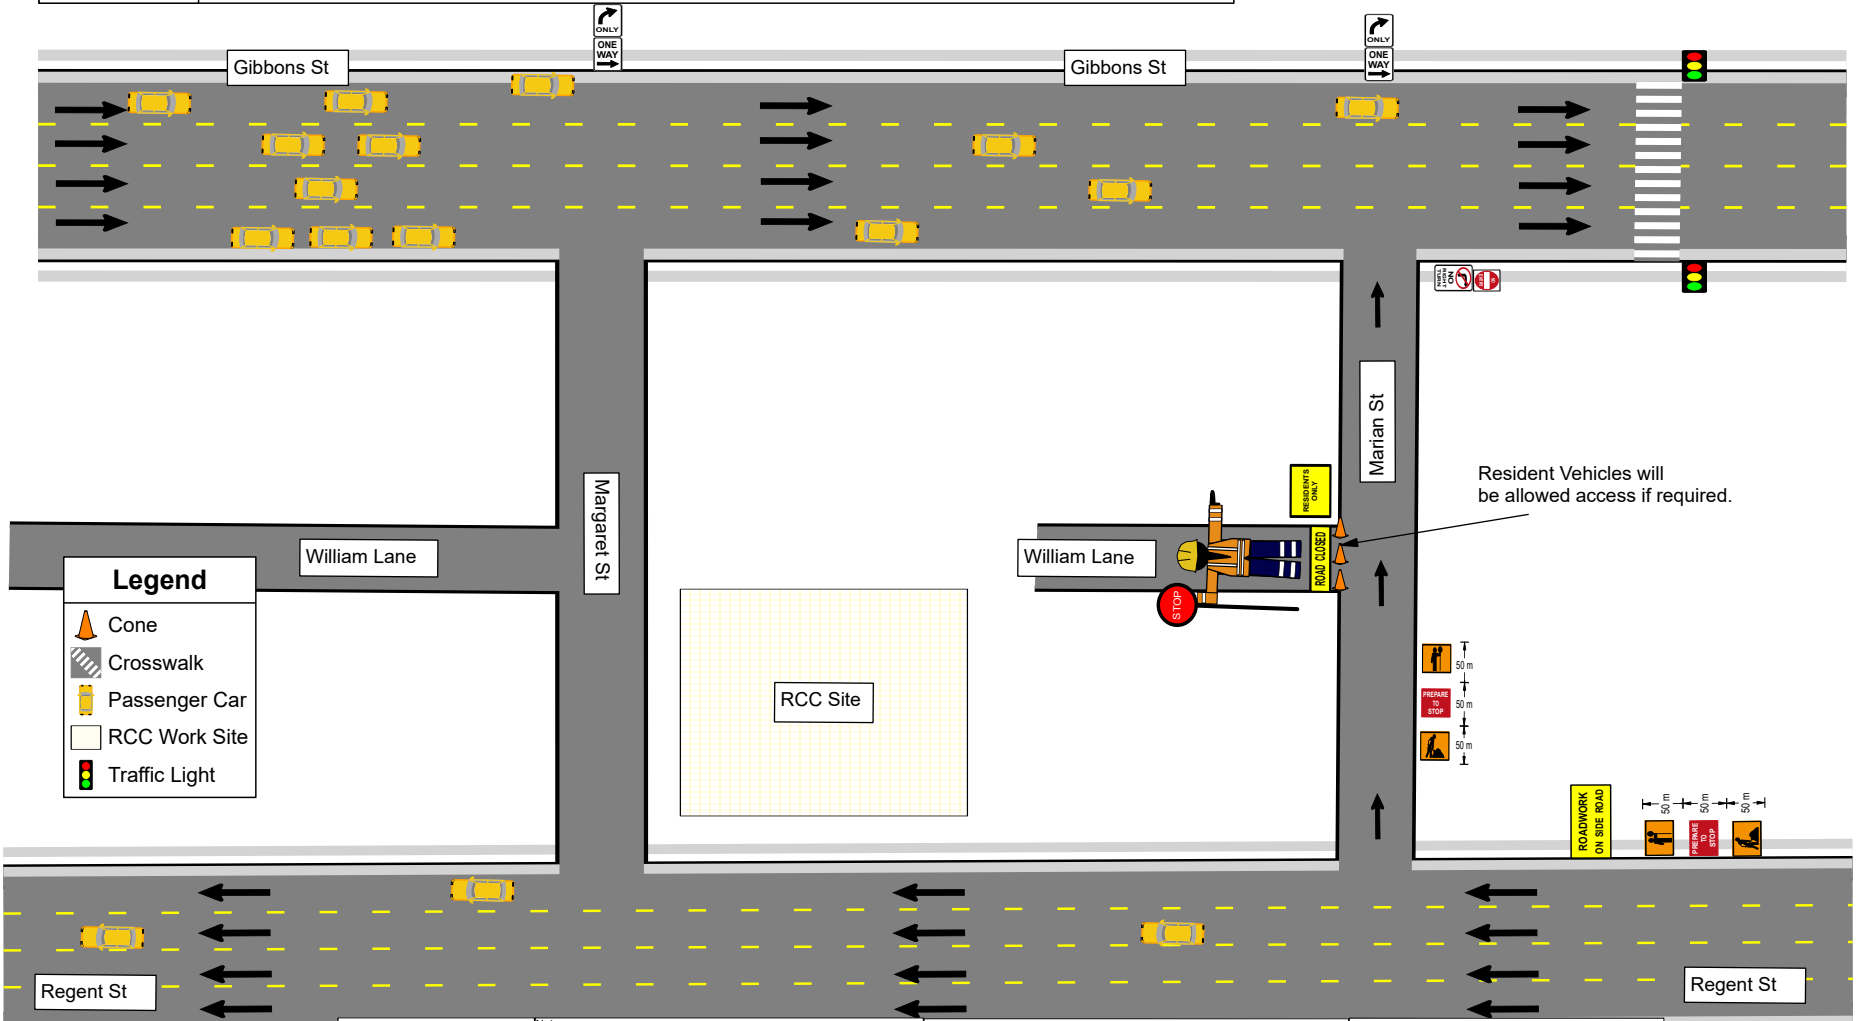 ONLY
ONE
WAY
ONLY
ONE
WAY
Gibbons St
Gibbons St
NO
RIGHT
TURN
Marian St
Resident Vehicles will
be allowed access if required.
RESIDENTS
ONLY
Margaret St
William Lane
William Lane
ROAD CLOSED
STOP
Legend
Cone
Crosswalk
Passenger Car
RCC Work Site
Traffic Light
RCC Site
50 m
PREPARE
TO
STOP
50 m
50 m
ROADWORK
ON SIDE ROAD
50 m
50 m
50 m
PREPARE
TO
STOP
Regent St
Regent St